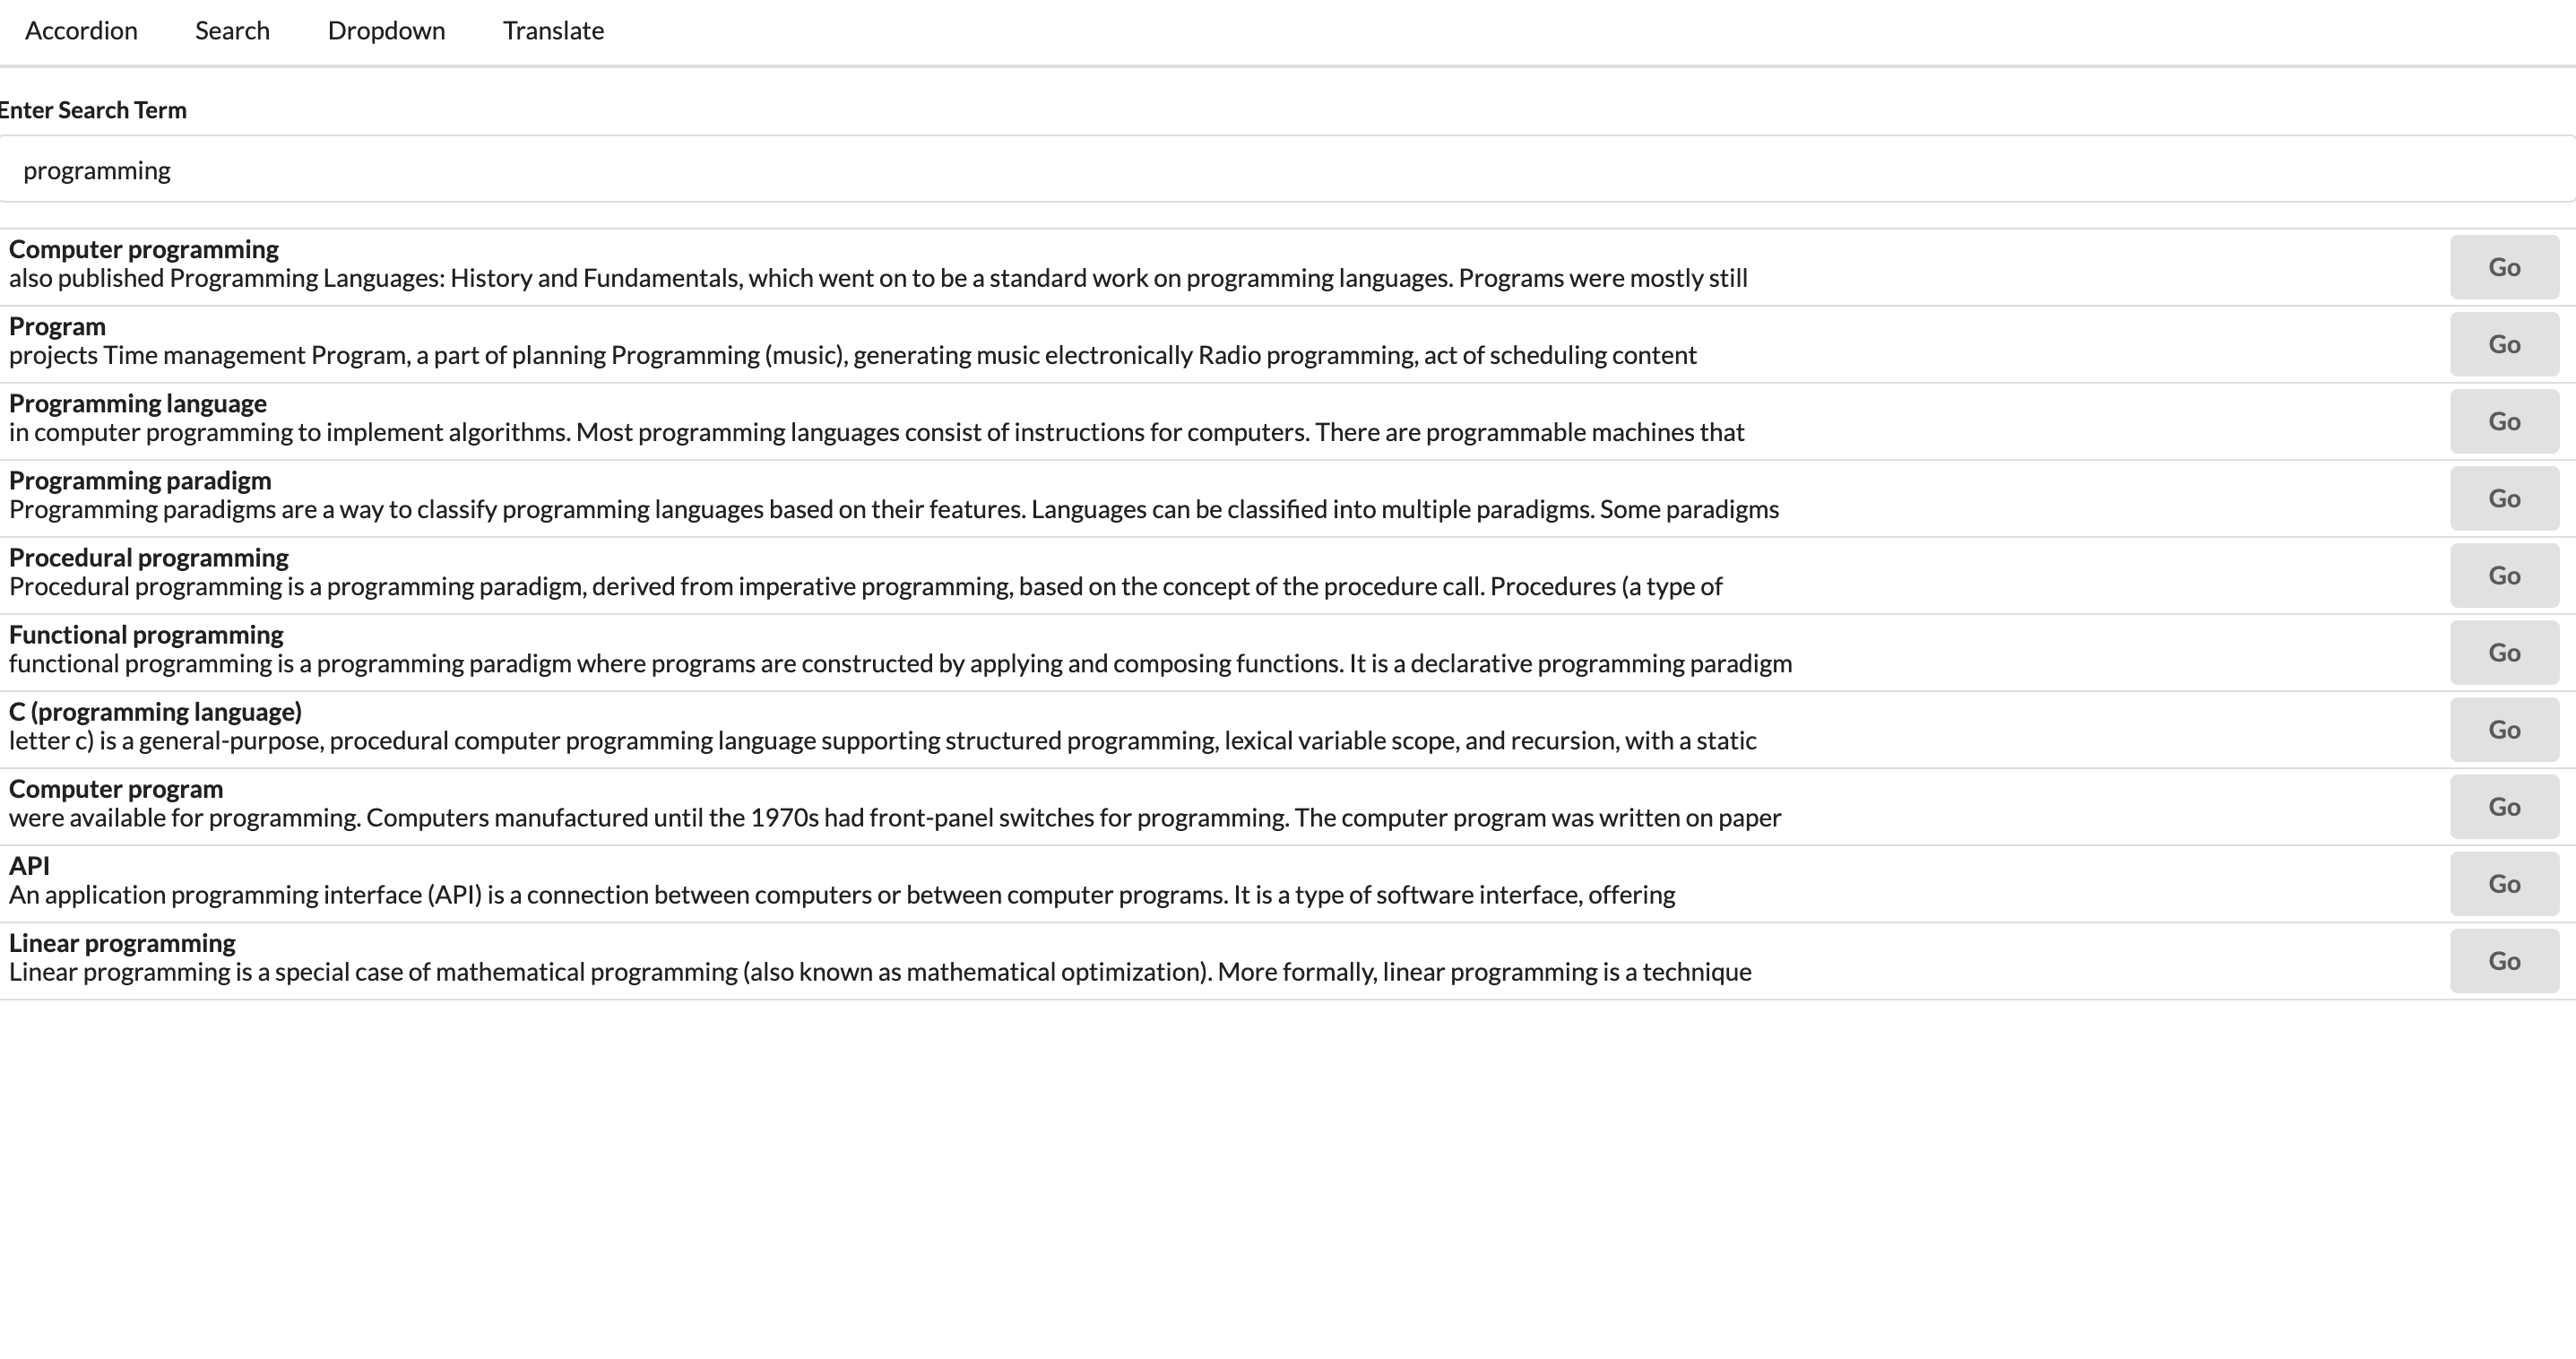 Accordion Search Dropdown Translate
Enter Search Term
programming
Computer programming
also published Programming Languages: History and Fundamentals, which went on to be a standard work on programming languages. Programs were mostly still
Go
Program
projects Time management Program, a part of planning Programming (music), generating music electronically Radio programming, act of scheduling content
Go
Programming language
in computer programming to implement algorithms. Most programming languages consist of instructions for computers. There are programmable machines that
Go
Programming paradigm
Programming paradigms are a way to classify programming languages based on their features. Languages can be classified into multiple paradigms. Some paradigms
Go
Procedural programming
Procedural programming is a programming paradigm, derived from imperative programming, based on the concept of the procedure call. Procedures (a type of
Go
Functional programming
functional programming is a programming paradigm where programs are constructed by applying and composing functions. It is a declarative programming paradigm
Go
C (programming language)
letter c) is a general-purpose, procedural computer programming language supporting structured programming, lexical variable scope, and recursion, with a static
Go
Computer program
were available for programming. Computers manufactured until the 1970s had front-panel switches for programming. The computer program was written on paper
Go
API
An application programming interface (API) is a connection between computers or between computer programs. It is a type of software interface, offering
Go
Linear programming
Linear programming is a special case of mathematical programming (also known as mathematical optimization). More formally, linear programming is a technique
Go